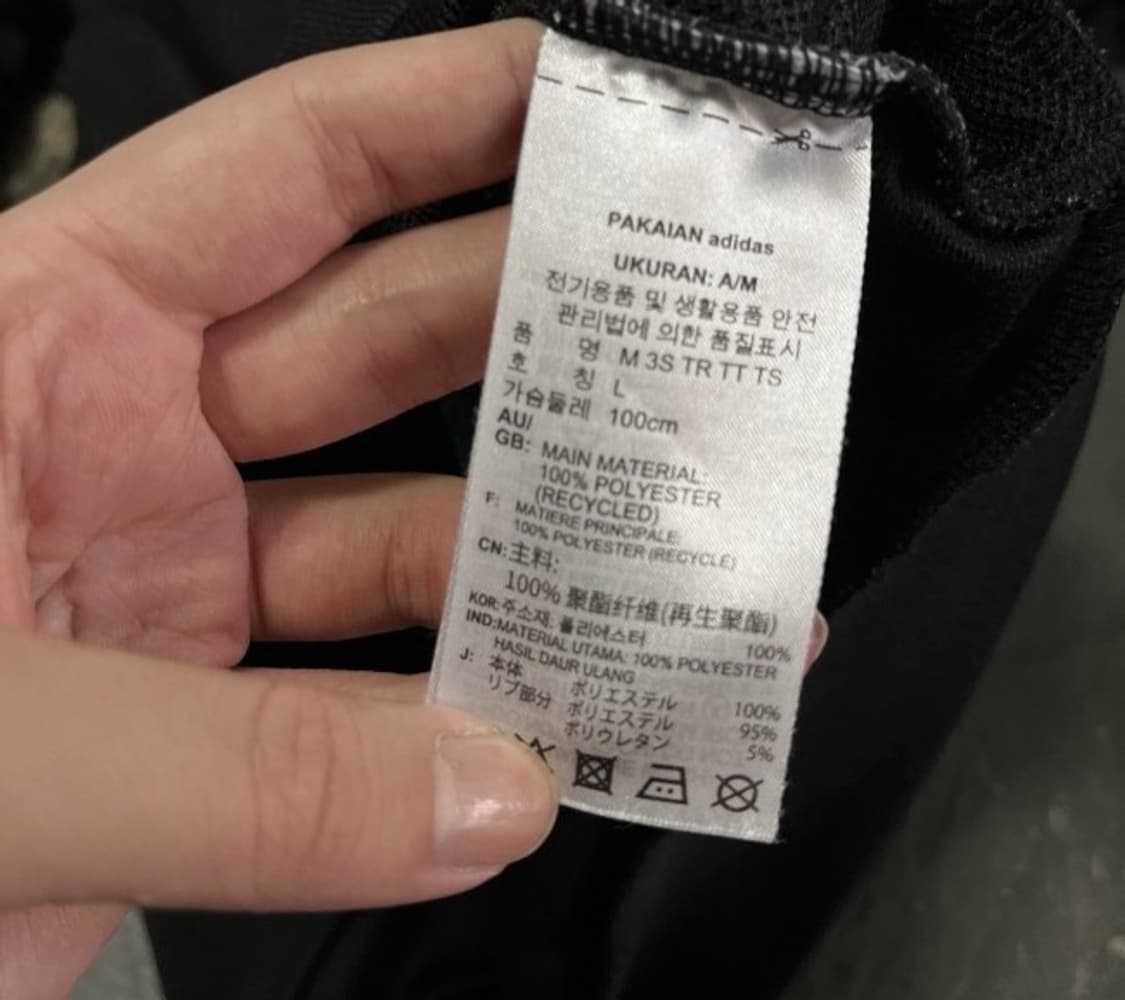 PAKAIAN adidas
UKURAN: A/M
전기용품 및 생활용품 안전
관리법에 의한 품질표시
품 명 M 3S TR TT TS
호 칭 L
가슴둘레 100cm
AU/
GB: MAIN MATERIAL:
100% POLYESTER
(RECYCLED)
F: MATIERE PRINCIPALE:
100% POLYESTER (RECYCLE)
CN: 主料:
100% 聚酯纤维(再生聚酯)
KOR: 주소재. 폴리에스터 100%
IND: MATERIAL UTAMA: 100% POLYESTER
HASIL DAUR ULANG
J: 本体 ポリエステル 100%
リブ部分 ポリエステル 95%
ポリウレタン 5%